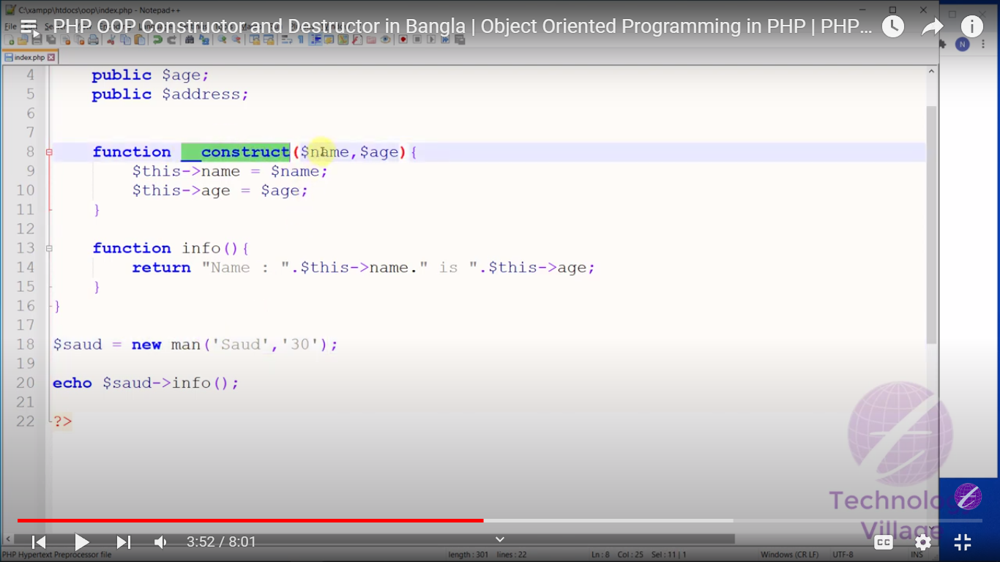 C:\xampp\htdocs\oop\index.php - Notepad++
PHP OOP Constructor and Destructor in Bangla | Object Oriented Programming in PHP | PHP...
File
index.php
N
4 public $age;
5 public $address;
6
7
8 function __construct($name,$age){
9 $this->name = $name;
10 $this->age = $age;
11 }
12
13 function info(){
14 return "Name : ".$this->name." is ".$this->age;
15 }
16 }
17
18 $saud = new man('Saud','30');
19
20 echo $saud->info();
21
22 ?>
Technolo
Village
3:52 / 8:01
CC
PHP Hypertext Preprocessor file length : 301 lines : 22 Ln : 8 Col : 25 Sel : 11 | 1 Windows (CR LF) UTF-8 INS